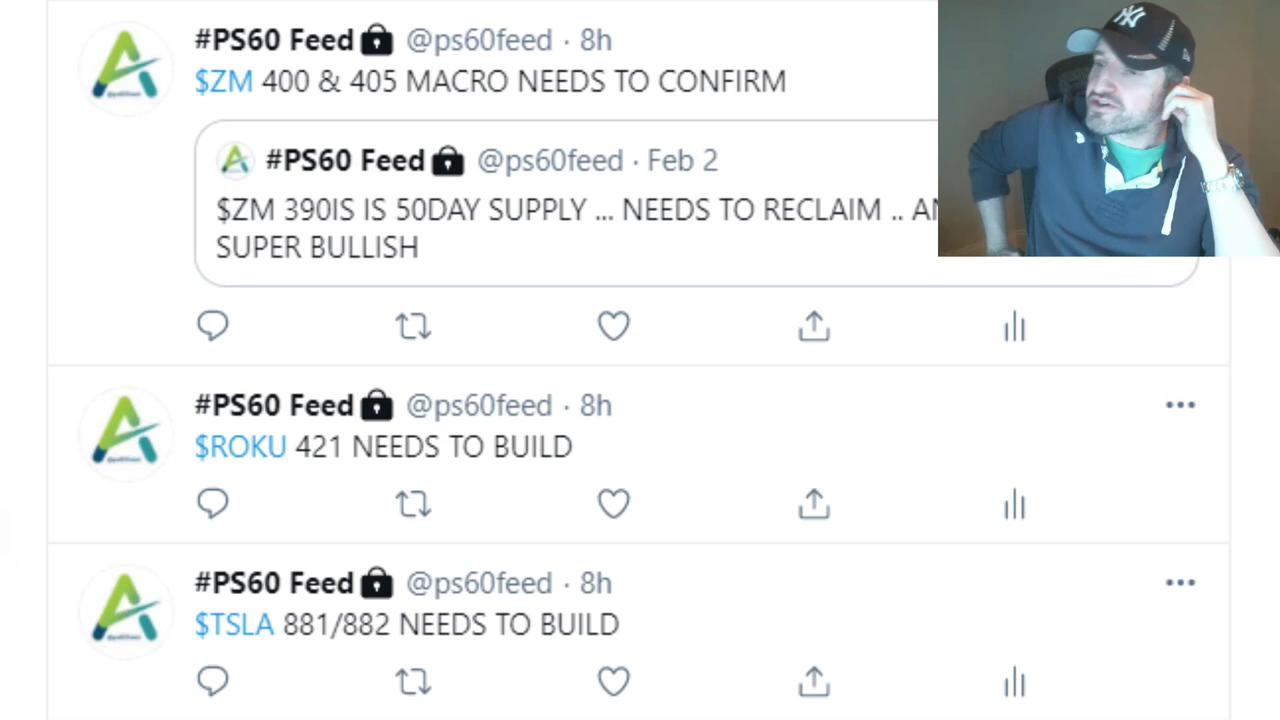 #PS60 Feed @ps60feed · 8h
$ZM 400 & 405 MACRO NEEDS TO CONFIRM
#PS60 Feed @ps60feed · Feb 2
$ZM 390IS IS 50DAY SUPPLY ... NEEDS TO RECLAIM ..
SUPER BULLISH
#PS60 Feed @ps60feed · 8h
$ROKU 421 NEEDS TO BUILD
#PS60 Feed @ps60feed · 8h
$TSLA 881/882 NEEDS TO BUILD